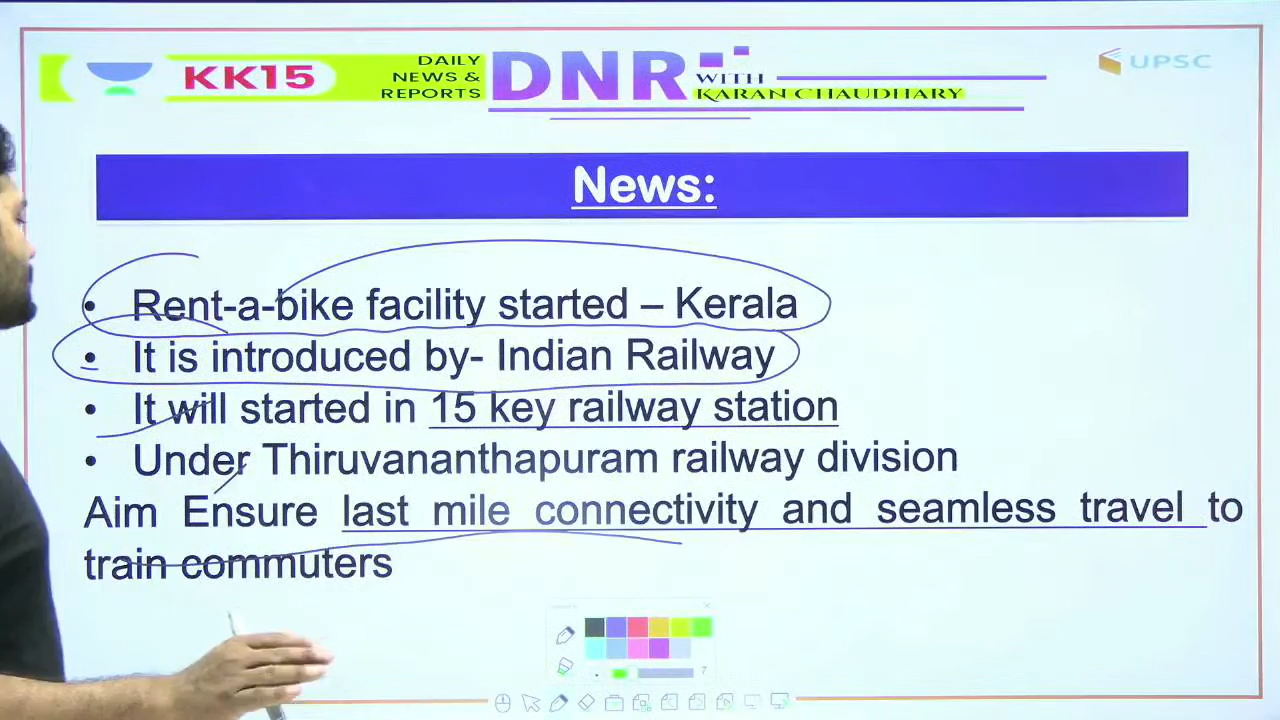 KK15
DAILY
NEWS &
REPORTS
DNR
WITH
KARAN CHAUDHARY
UPSC
News:
• Rent-a-bike facility started – Kerala
• It is introduced by- Indian Railway
• It will started in 15 key railway station
• Under Thiruvananthapuram railway division
Aim Ensure last mile connectivity and seamless travel to
train commuters
7